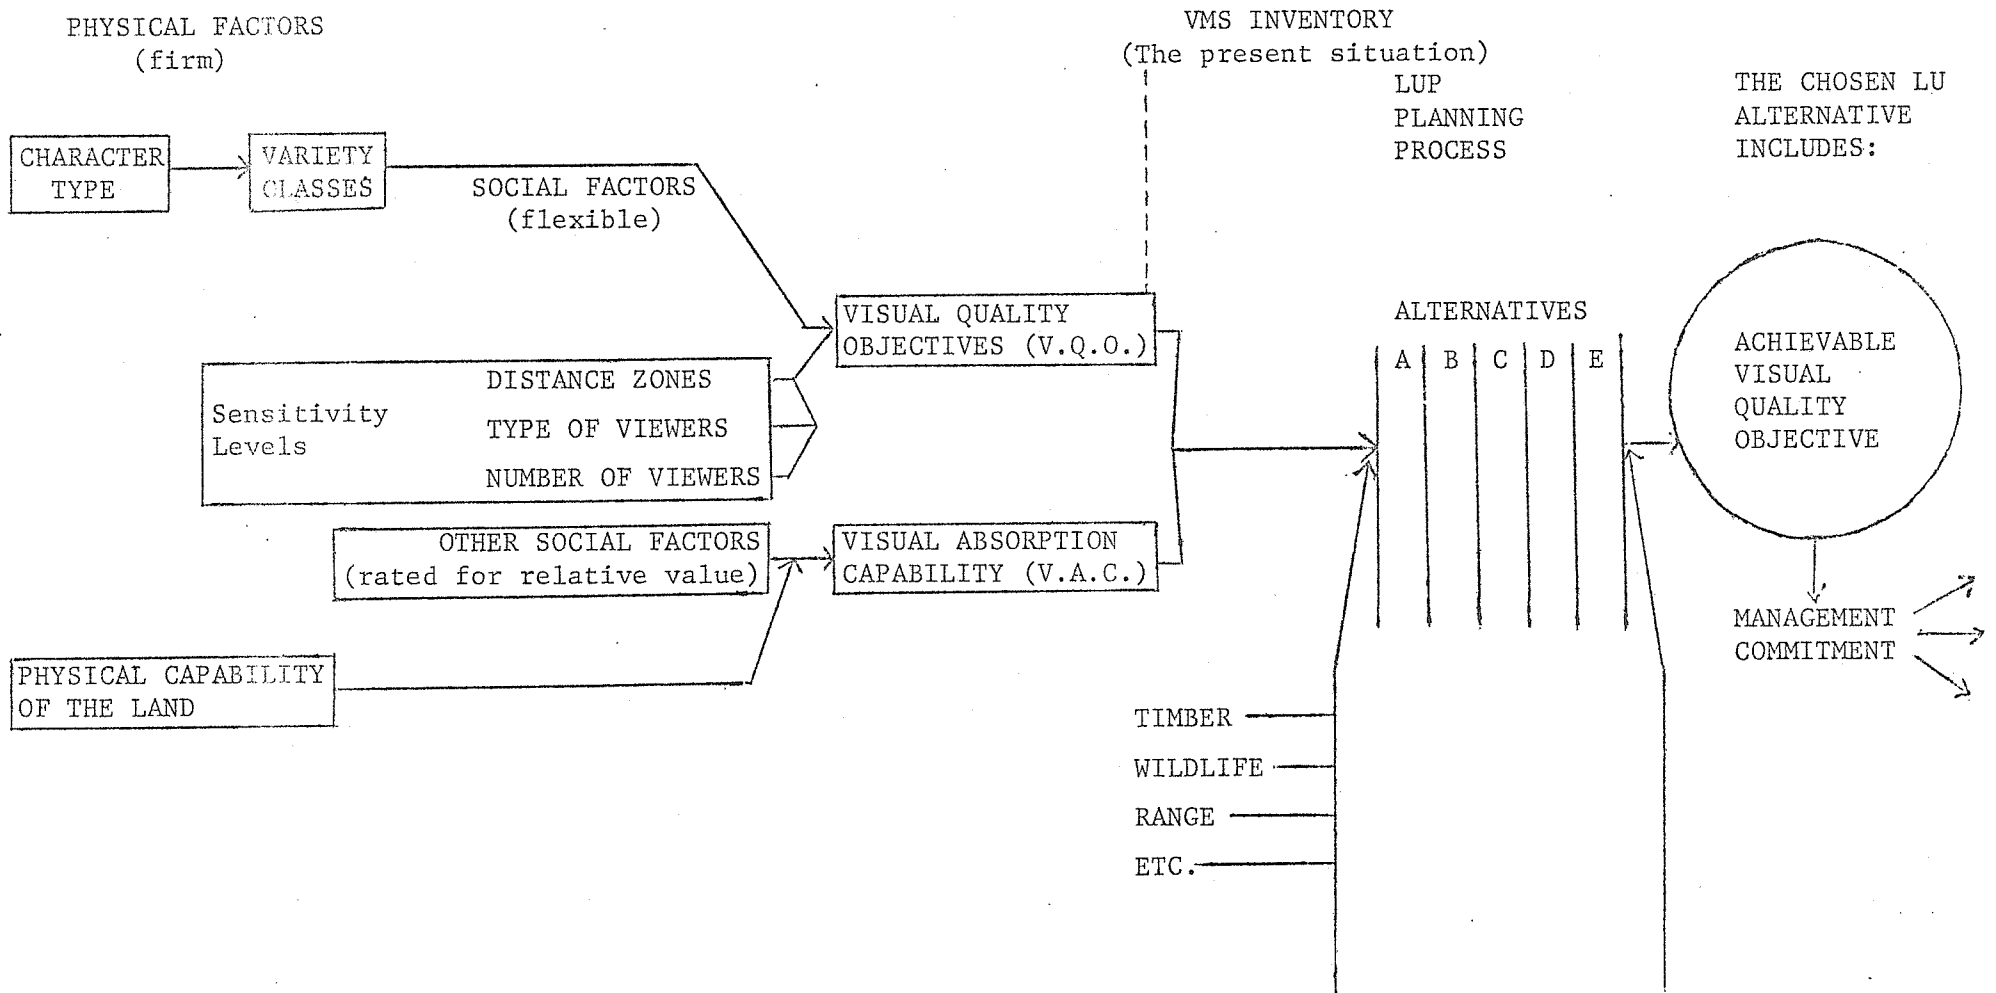 PHYSICAL FACTORS
(firm)
VMS INVENTORY
(The present situation)
LUP
PLANNING
PROCESS
THE CHOSEN LU
ALTERNATIVE
INCLUDES:
CHARACTER
TYPE
VARIETY
CLASSES
SOCIAL FACTORS
(flexible)
VISUAL QUALITY
OBJECTIVES (V.Q.O.)
Sensitivity
Levels
DISTANCE ZONES
TYPE OF VIEWERS
NUMBER OF VIEWERS
OTHER SOCIAL FACTORS
(rated for relative value)
VISUAL ABSORPTION
CAPABILITY (V.A.C.)
PHYSICAL CAPABILITY
OF THE LAND
ALTERNATIVES
A B C D E
ACHIEVABLE
VISUAL
QUALITY
OBJECTIVE
MANAGEMENT
COMMITMENT
TIMBER
WILDLIFE
RANGE
ETC.